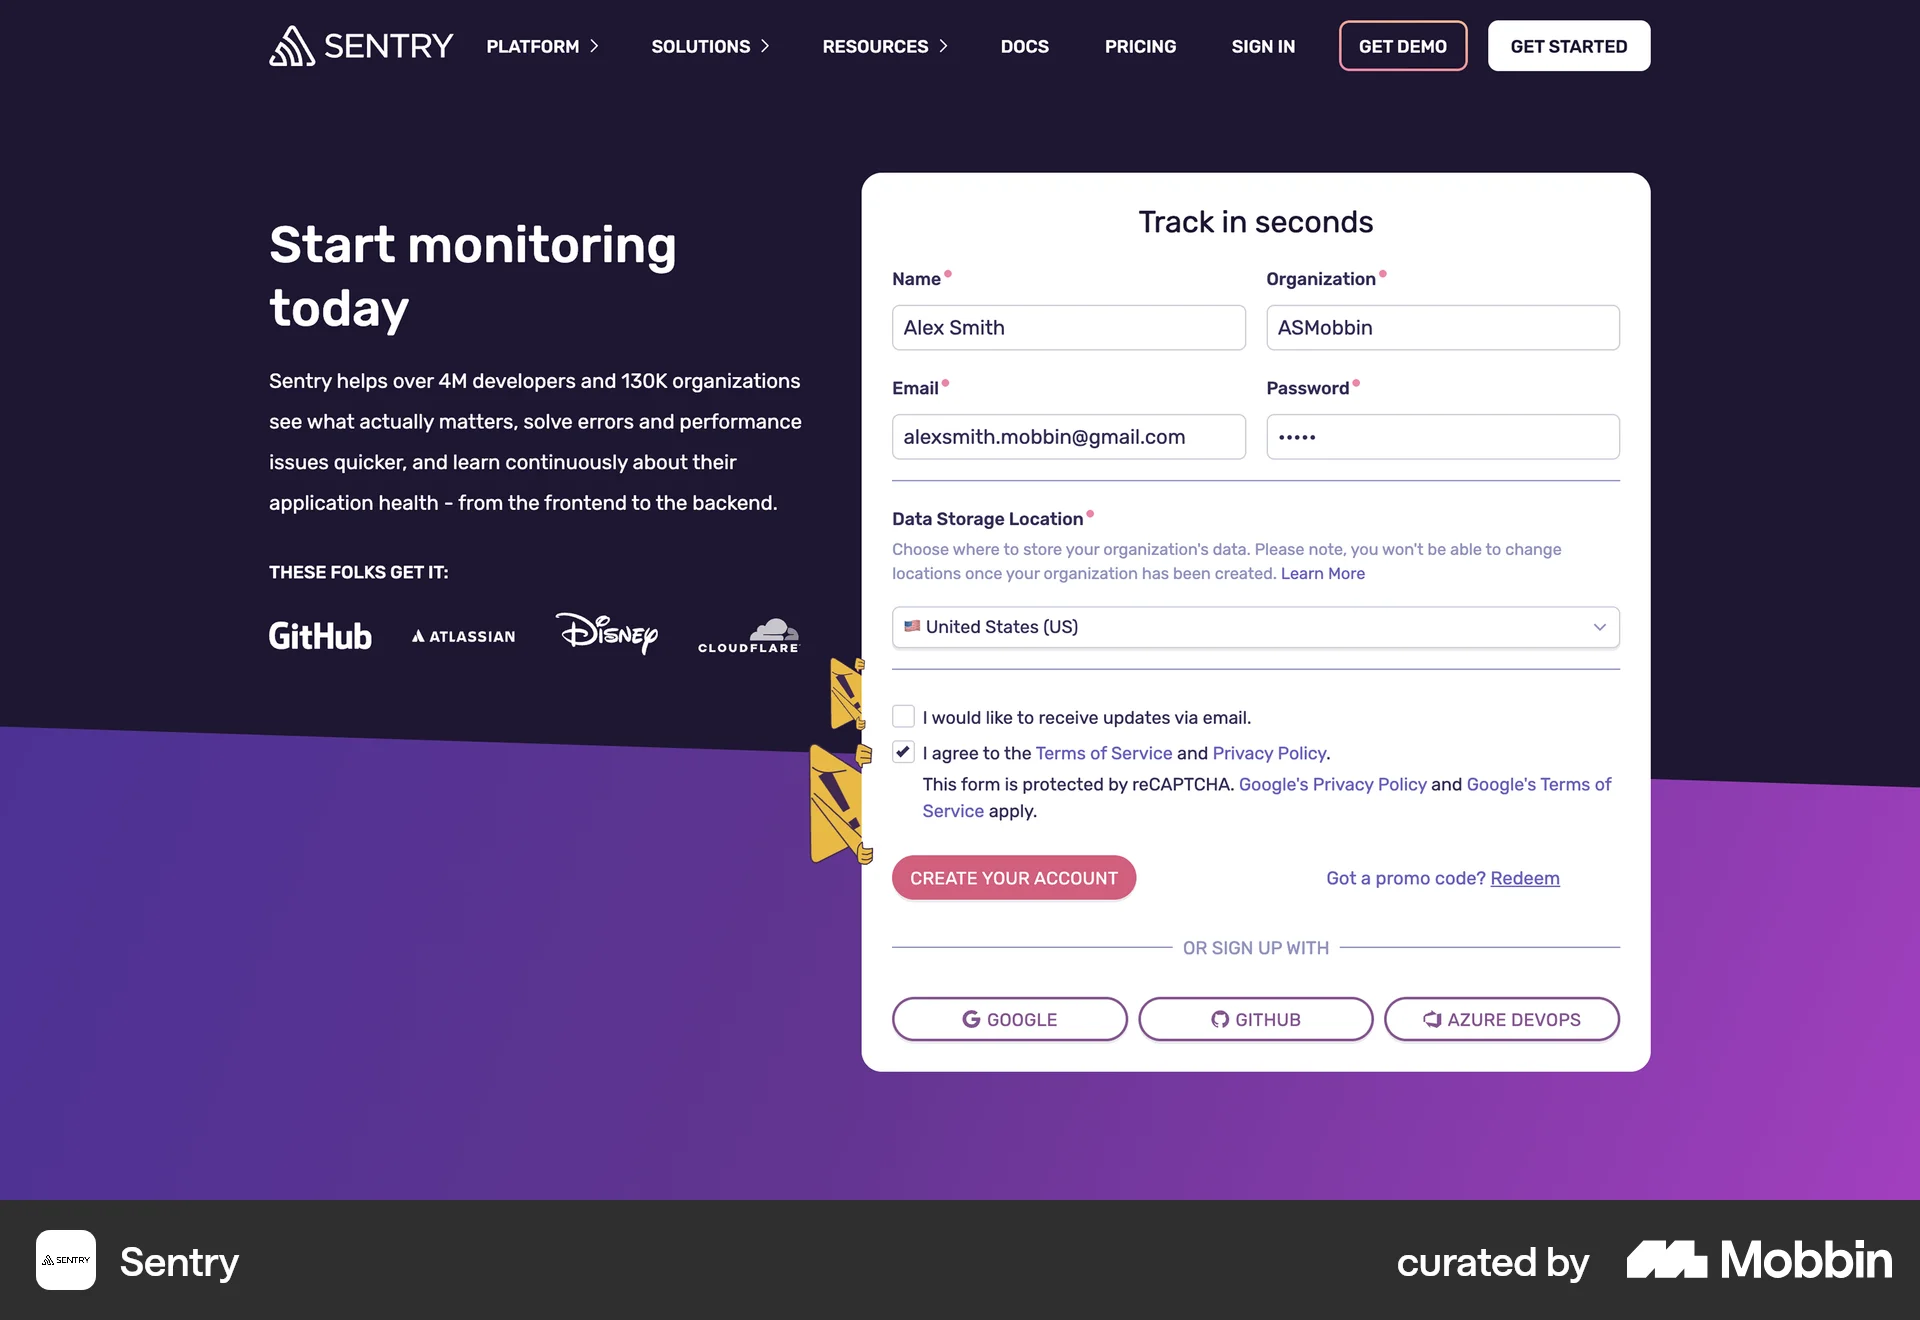 SENTRY
PLATFORM
SOLUTIONS
RESOURCES
DOCS
PRICING
SIGN IN
GET DEMO
GET STARTED
Start monitoring
today
Sentry helps over 4M developers and 130K organizations
see what actually matters, solve errors and performance
issues quicker, and learn continuously about their
application health - from the frontend to the backend.
THESE FOLKS GET IT:
GitHub
ATLASSIAN
Disney
CLOUDFLARE
Track in seconds
Name
Organization
Alex Smith
ASMobbin
Email
Password
alexsmith.mobbin@gmail.com
•••••
Data Storage Location
Choose where to store your organization's data. Please note, you won't be able to change
locations once your organization has been created. Learn More
🇺🇸 United States (US)
I would like to receive updates via email.
I agree to the Terms of Service and Privacy Policy.
This form is protected by reCAPTCHA. Google's Privacy Policy and Google's Terms of
Service apply.
CREATE YOUR ACCOUNT
Got a promo code? Redeem
OR SIGN UP WITH
GOOGLE
GITHUB
AZURE DEVOPS
SENTRY
Sentry
curated by
Mobbin